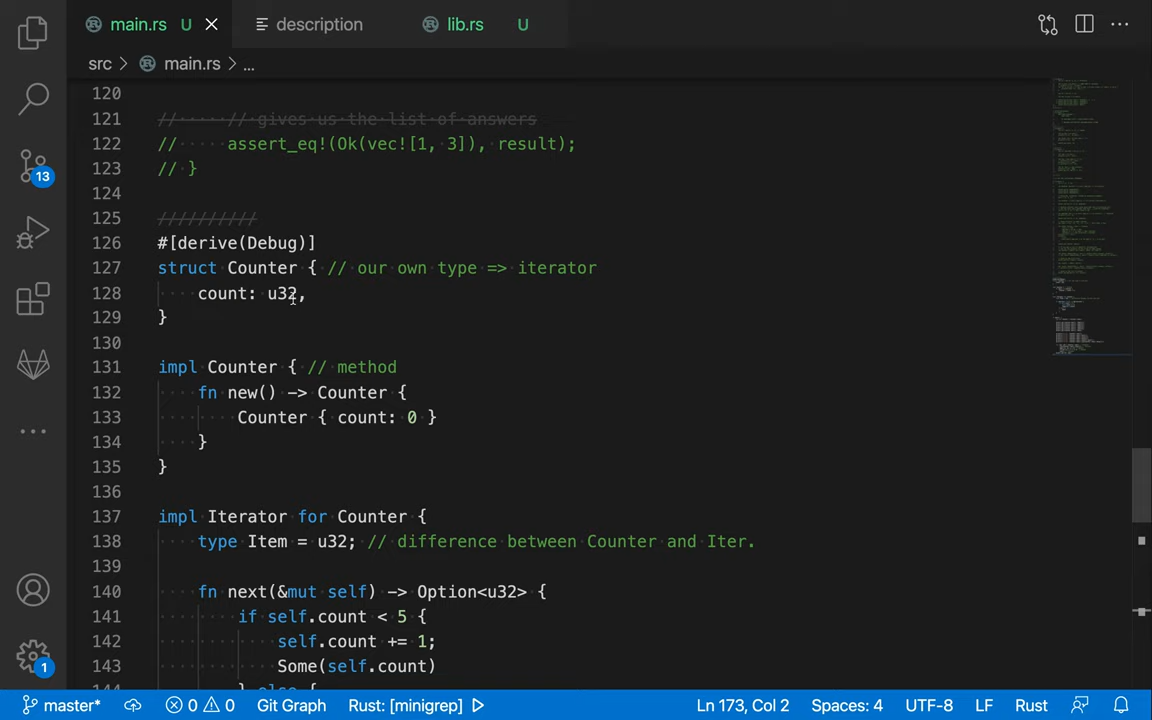 main.rs U description lib.rs U
src > main.rs > ...
120
121 //     // gives us the list of answers
122 //     assert_eq!(Ok(vec![1, 3]), result);
123 // }
124
125 //////////
126 #[derive(Debug)]
127 struct Counter { // our own type => iterator
128     count: u32,
129 }
130
131 impl Counter { // method
132     fn new() -> Counter {
133         Counter { count: 0 }
134     }
135 }
136
137 impl Iterator for Counter {
138     type Item = u32; // difference between Counter and Iter.
139
140     fn next(&mut self) -> Option<u32> {
141         if self.count < 5 {
142             self.count += 1;
143             Some(self.count)
144         } else {
13
1
master* 0 0 Git Graph Rust: [minigrep] Ln 173, Col 2 Spaces: 4 UTF-8 LF Rust